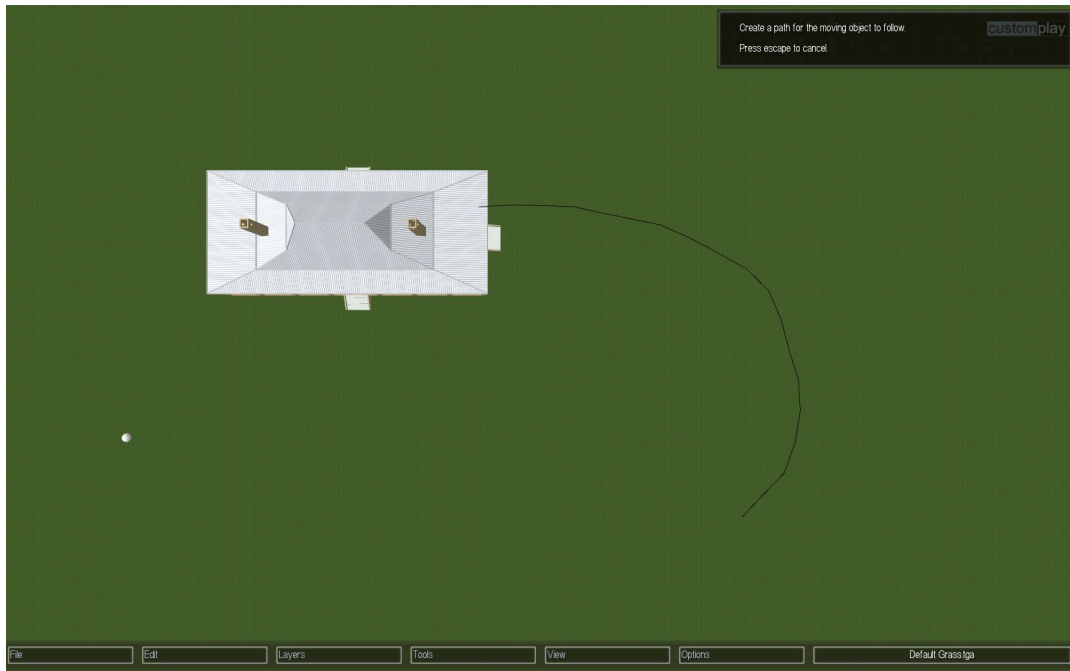 Create a path for the moving object to follow.
customplay
Press escape to cancel.
File
Edit
Layers
Tools
View
Options
Default Grass.tga